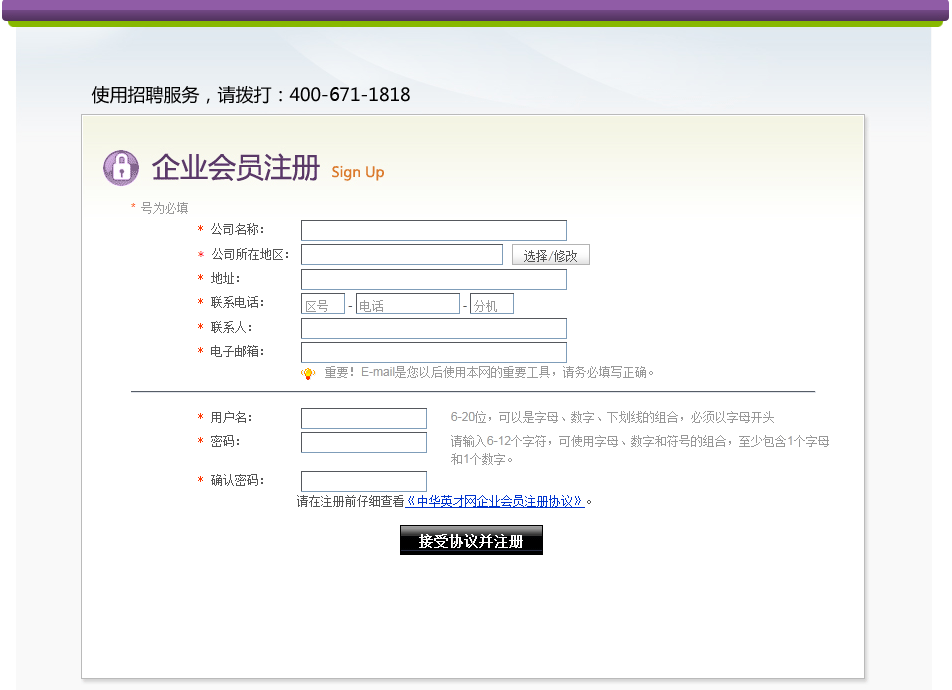 使用招聘服务，请拨打：400-671-1818
企业会员注册 Sign Up
* 号为必填
* 公司名称：
* 公司所在地区： 选择/修改
* 地址：
* 联系电话： 区号 - 电话 - 分机
* 联系人：
* 电子邮箱：
重要！E-mail是您以后使用本网的重要工具，请务必填写正确。
* 用户名： 6-20位，可以是字母、数字、下划线的组合，必须以字母开头
* 密码： 请输入6-12个字符，可使用字母、数字和符号的组合，至少包含1个字母
和1个数字。
* 确认密码：
请在注册前仔细查看《中华英才网企业会员注册协议》。
接受协议并注册